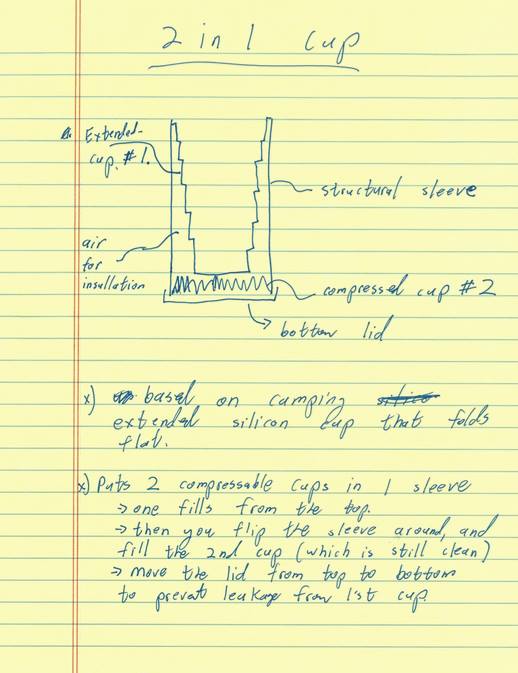 2 in 1 cup
Extended
cup. #1.
structural sleeve
air
for
insullation
compressed cup #2
bottom lid
x) based on camping silico
extended silicon cup that folds
flat.
x) Puts 2 compressable cups in 1 sleeve
→ one fills from the top.
→ then you flip the sleeve around, and
fill the 2nd cup (which is still clean)
→ move the lid from top to bottom
to prevent leakage from 1st cup.